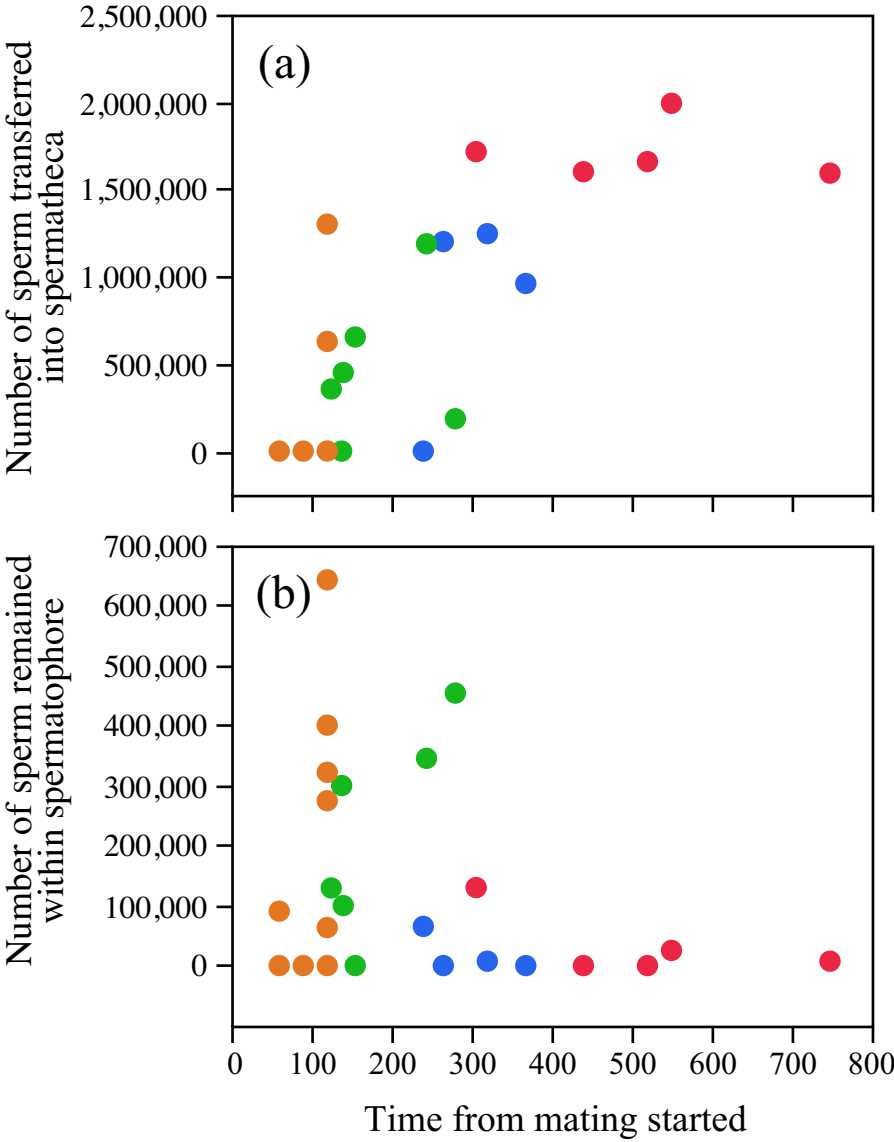 2,500,000
2,000,000
1,500,000
1,000,000
500,000
0
Number of sperm transferred
into spermatheca
(a)
700,000
600,000
500,000
400,000
300,000
200,000
100,000
0
Number of sperm remained
within spermatophore
(b)
0 100 200 300 400 500 600 700 800
Time from mating started